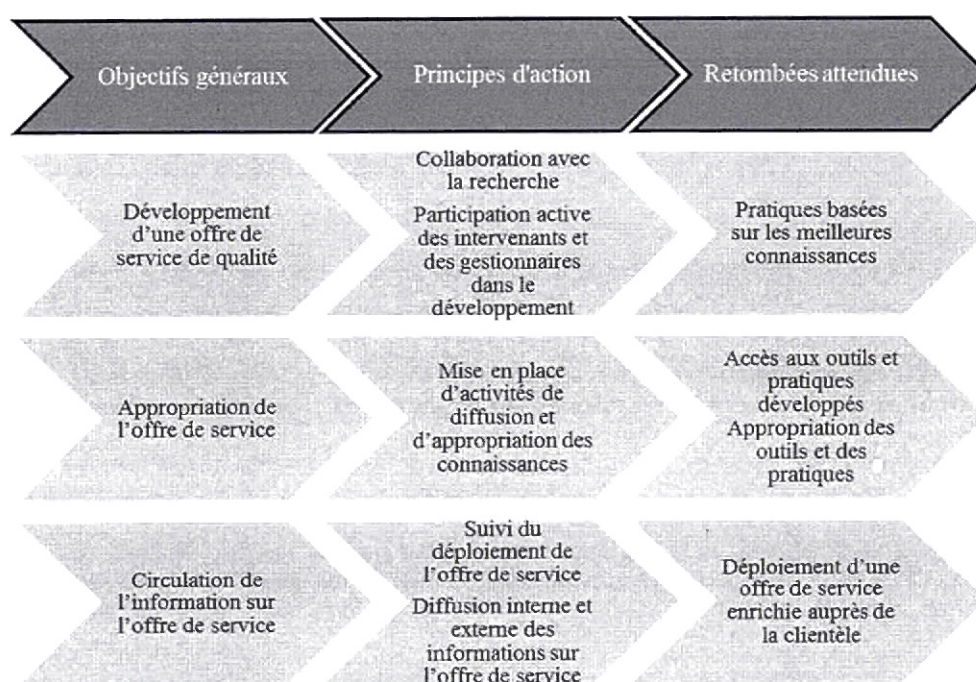 Objectifs généraux
Principes d'action
Retombées attendues
Développement
d'une offre de
service de qualité
Collaboration avec
la recherche
Participation active
des intervenants et
des gestionnaires
dans le
développement
Pratiques basées
sur les meilleures
connaissances
Appropriation de
l'offre de service
Mise en place
d'activités de
diffusion et
d'appropriation des
connaissances
Accès aux outils et
pratiques
développés
Appropriation des
outils et des
pratiques
Circulation de
l'information sur
l'offre de service
Suivi du
déploiement de
l'offre de service
Diffusion interne et
externe des
informations sur
l'offre de service
Déploiement d'une
offre de service
enrichie auprès de
la clientèle